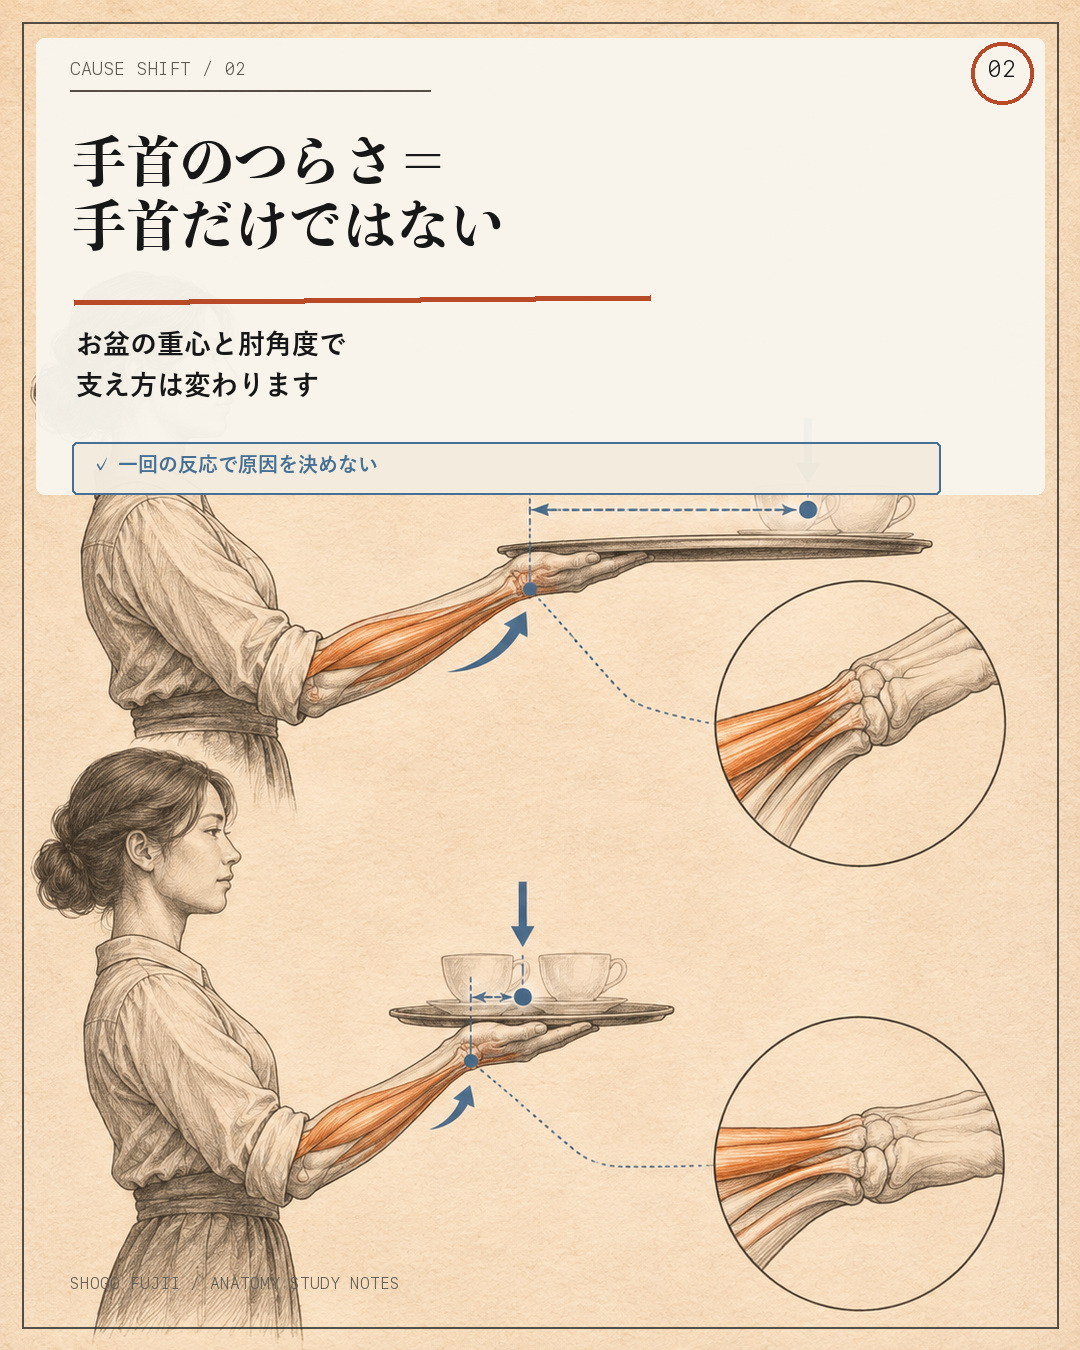 CAUSE SHIFT / 02
02
手首のつらさ＝
手首だけではない
お盆の重心と肘角度で
支え方は変わります
✓ 一回の反応で原因を決めない
SHOGO FUJII / ANATOMY STUDY NOTES